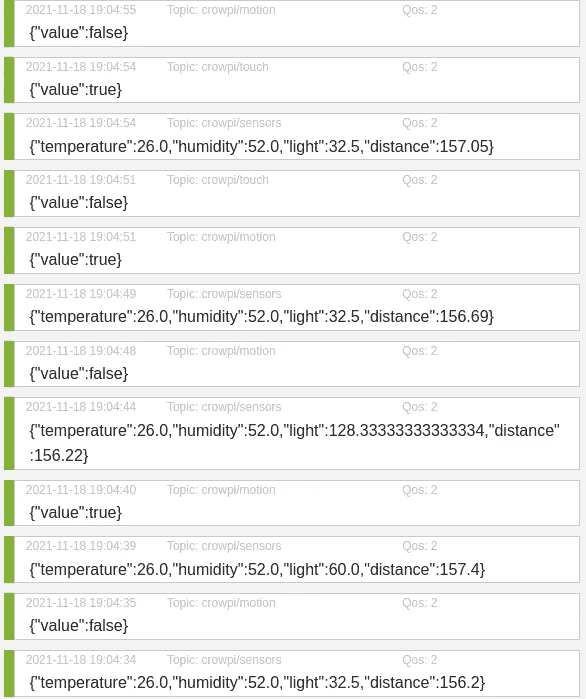 2021-11-18 19:04:55 Topic: crowpi/motion Qos: 2
{"value":false}
2021-11-18 19:04:54 Topic: crowpi/touch Qos: 2
{"value":true}
2021-11-18 19:04:54 Topic: crowpi/sensors Qos: 2
{"temperature":26.0,"humidity":52.0,"light":32.5,"distance":157.05}
2021-11-18 19:04:51 Topic: crowpi/touch Qos: 2
{"value":false}
2021-11-18 19:04:51 Topic: crowpi/motion Qos: 2
{"value":true}
2021-11-18 19:04:49 Topic: crowpi/sensors Qos: 2
{"temperature":26.0,"humidity":52.0,"light":32.5,"distance":156.69}
2021-11-18 19:04:48 Topic: crowpi/motion Qos: 2
{"value":false}
2021-11-18 19:04:44 Topic: crowpi/sensors Qos: 2
{"temperature":26.0,"humidity":52.0,"light":128.33333333333334,"distance"
:156.22}
2021-11-18 19:04:40 Topic: crowpi/motion Qos: 2
{"value":true}
2021-11-18 19:04:39 Topic: crowpi/sensors Qos: 2
{"temperature":26.0,"humidity":52.0,"light":60.0,"distance":157.4}
2021-11-18 19:04:35 Topic: crowpi/motion Qos: 2
{"value":false}
2021-11-18 19:04:34 Topic: crowpi/sensors Qos: 2
{"temperature":26.0,"humidity":52.0,"light":32.5,"distance":156.2}